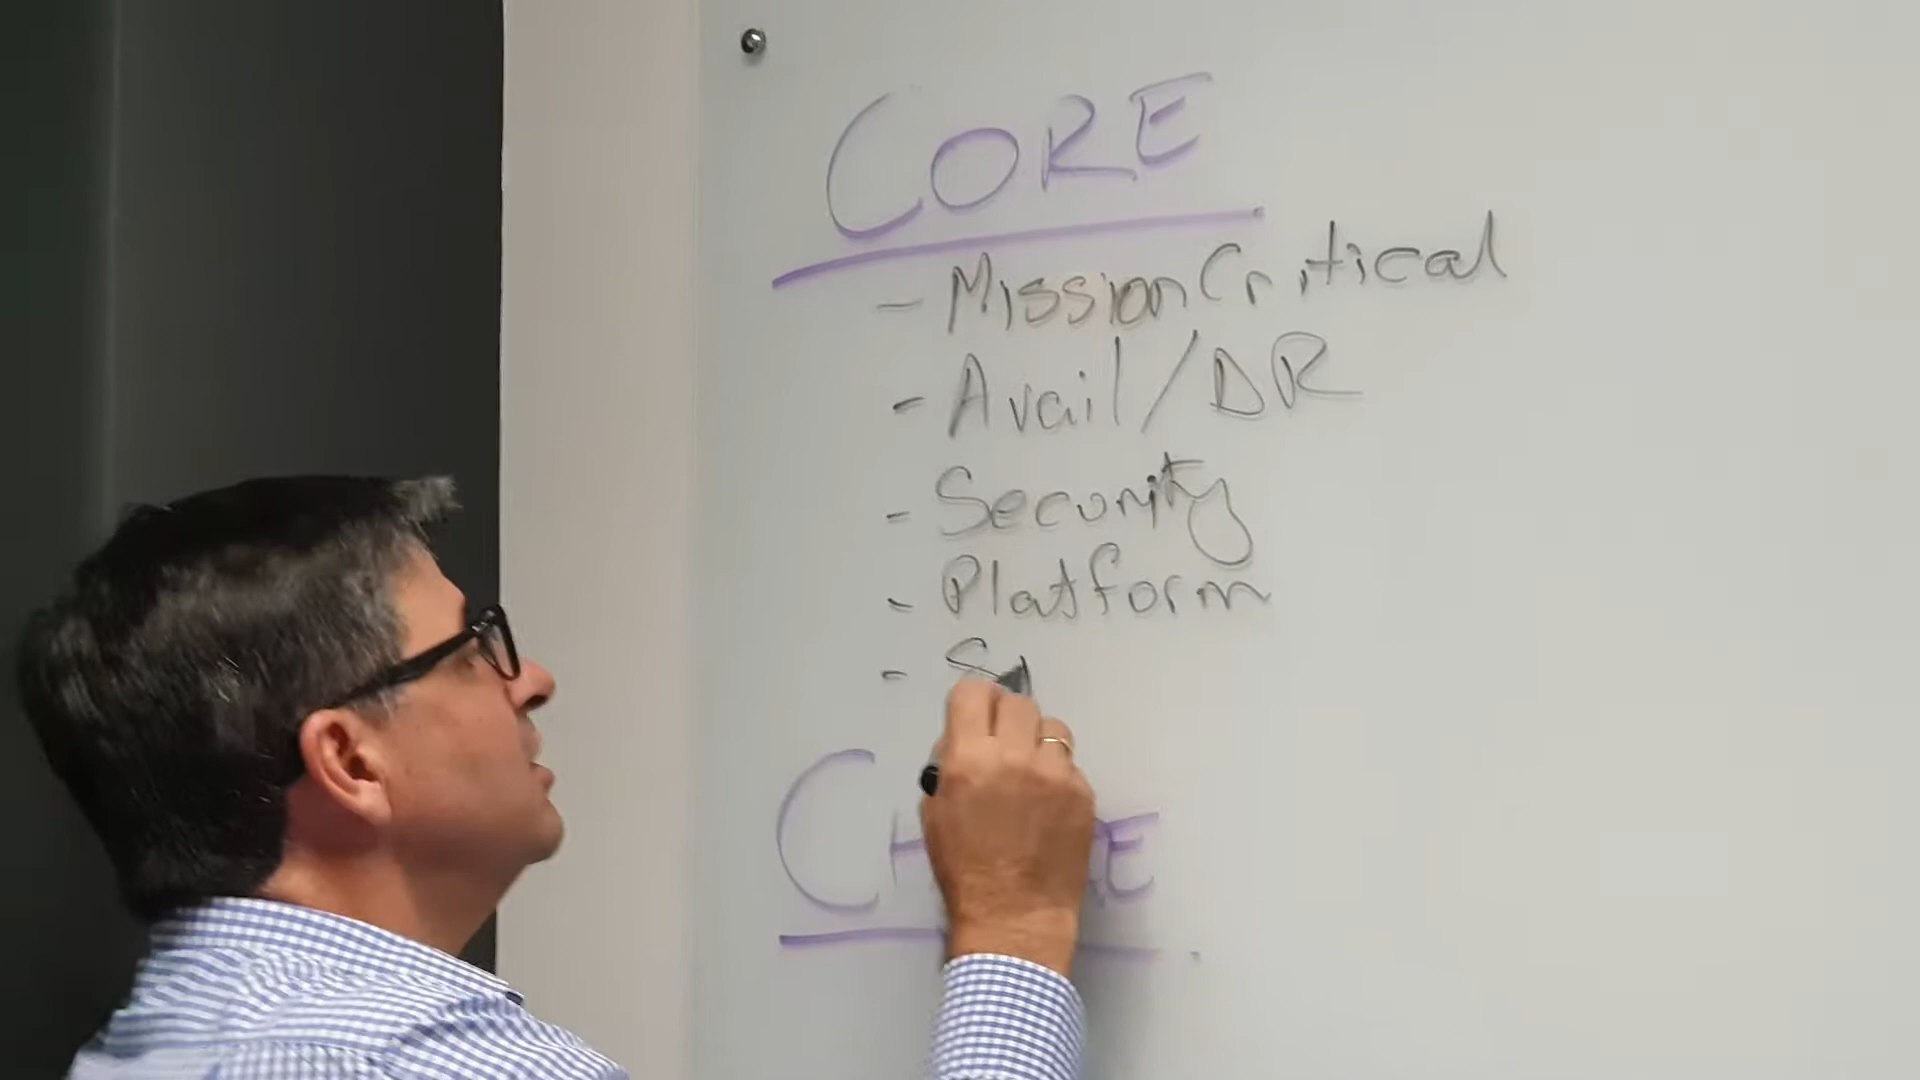 CORE
- Mission Critical
- Avail/DR
- Security
- Platform
- S